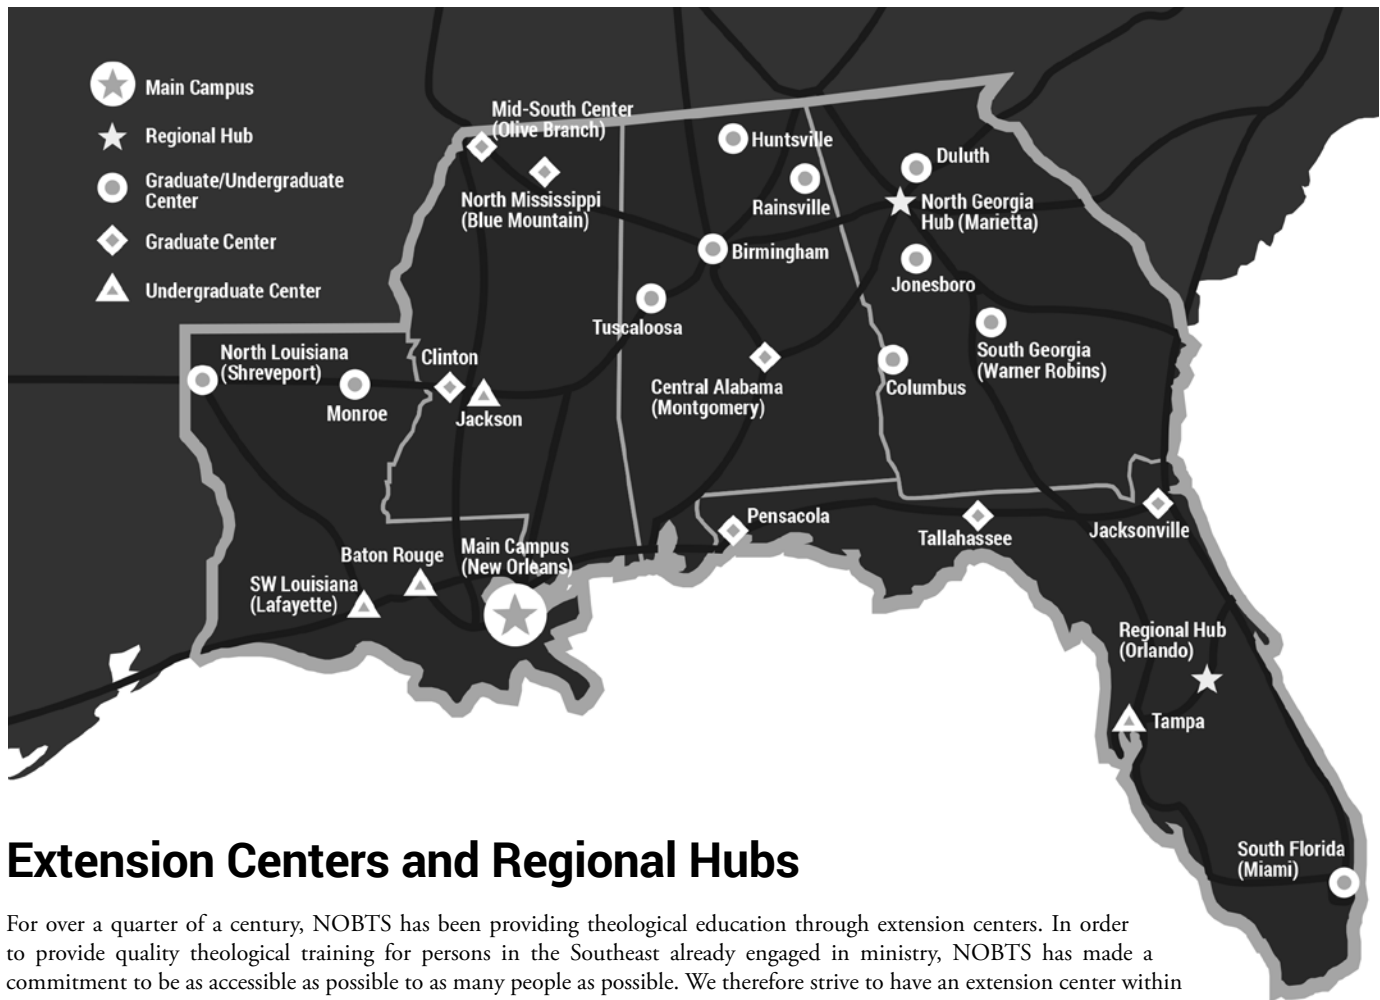 Main Campus
Regional Hub
Graduate/Undergraduate
Center
Graduate Center
Undergraduate Center
Mid-South Center
(Olive Branch)
North Mississippi
(Blue Mountain)
Huntsville
Rainsville
Duluth
North Georgia
Hub (Marietta)
Birmingham
Jonesboro
Tuscaloosa
South Georgia
(Warner Robins)
Columbus
Central Alabama
(Montgomery)
North Louisiana
(Shreveport)
Monroe
Clinton
Jackson
Pensacola
Tallahassee
Jacksonville
Baton Rouge
Main Campus
(New Orleans)
SW Louisiana
(Lafayette)
Regional Hub
(Orlando)
Tampa
South Florida
(Miami)
Extension Centers and Regional Hubs
For over a quarter of a century, NOBTS has been providing theological education through extension centers. In order
to provide quality theological training for persons in the Southeast already engaged in ministry, NOBTS has made a
commitment to be as accessible as possible to as many people as possible. We therefore strive to have an extension center within